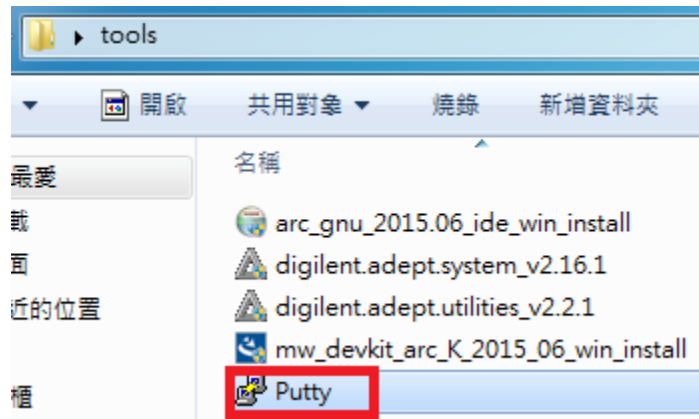 tools
開啟 共用對象 燒錄 新增資料夾
最愛
名稱
載
arc_gnu_2015.06_ide_win_install
面
digilent.adept.system_v2.16.1
近的位置
digilent.adept.utilities_v2.2.1
mw_devkit_arc_K_2015_06_win_install
櫃
Putty